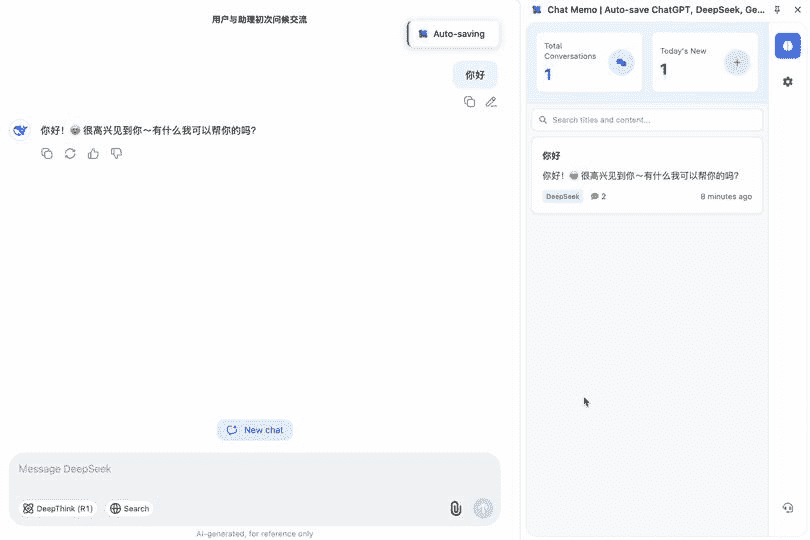 用户与助理初次问候交流
Auto-saving
你好
你好！😁 很高兴见到你～有什么我可以帮你的吗?
New chat
Message DeepSeek
DeepThink (R1)
Search
AI-generated, for reference only
Chat Memo | Auto-save ChatGPT, DeepSeek, Ge...
Total
Conversations
1
Today's New
1
Search titles and content...
你好
你好！😁 很高兴见到你～有什么我可以帮你的吗?
DeepSeek
2
8 minutes ago